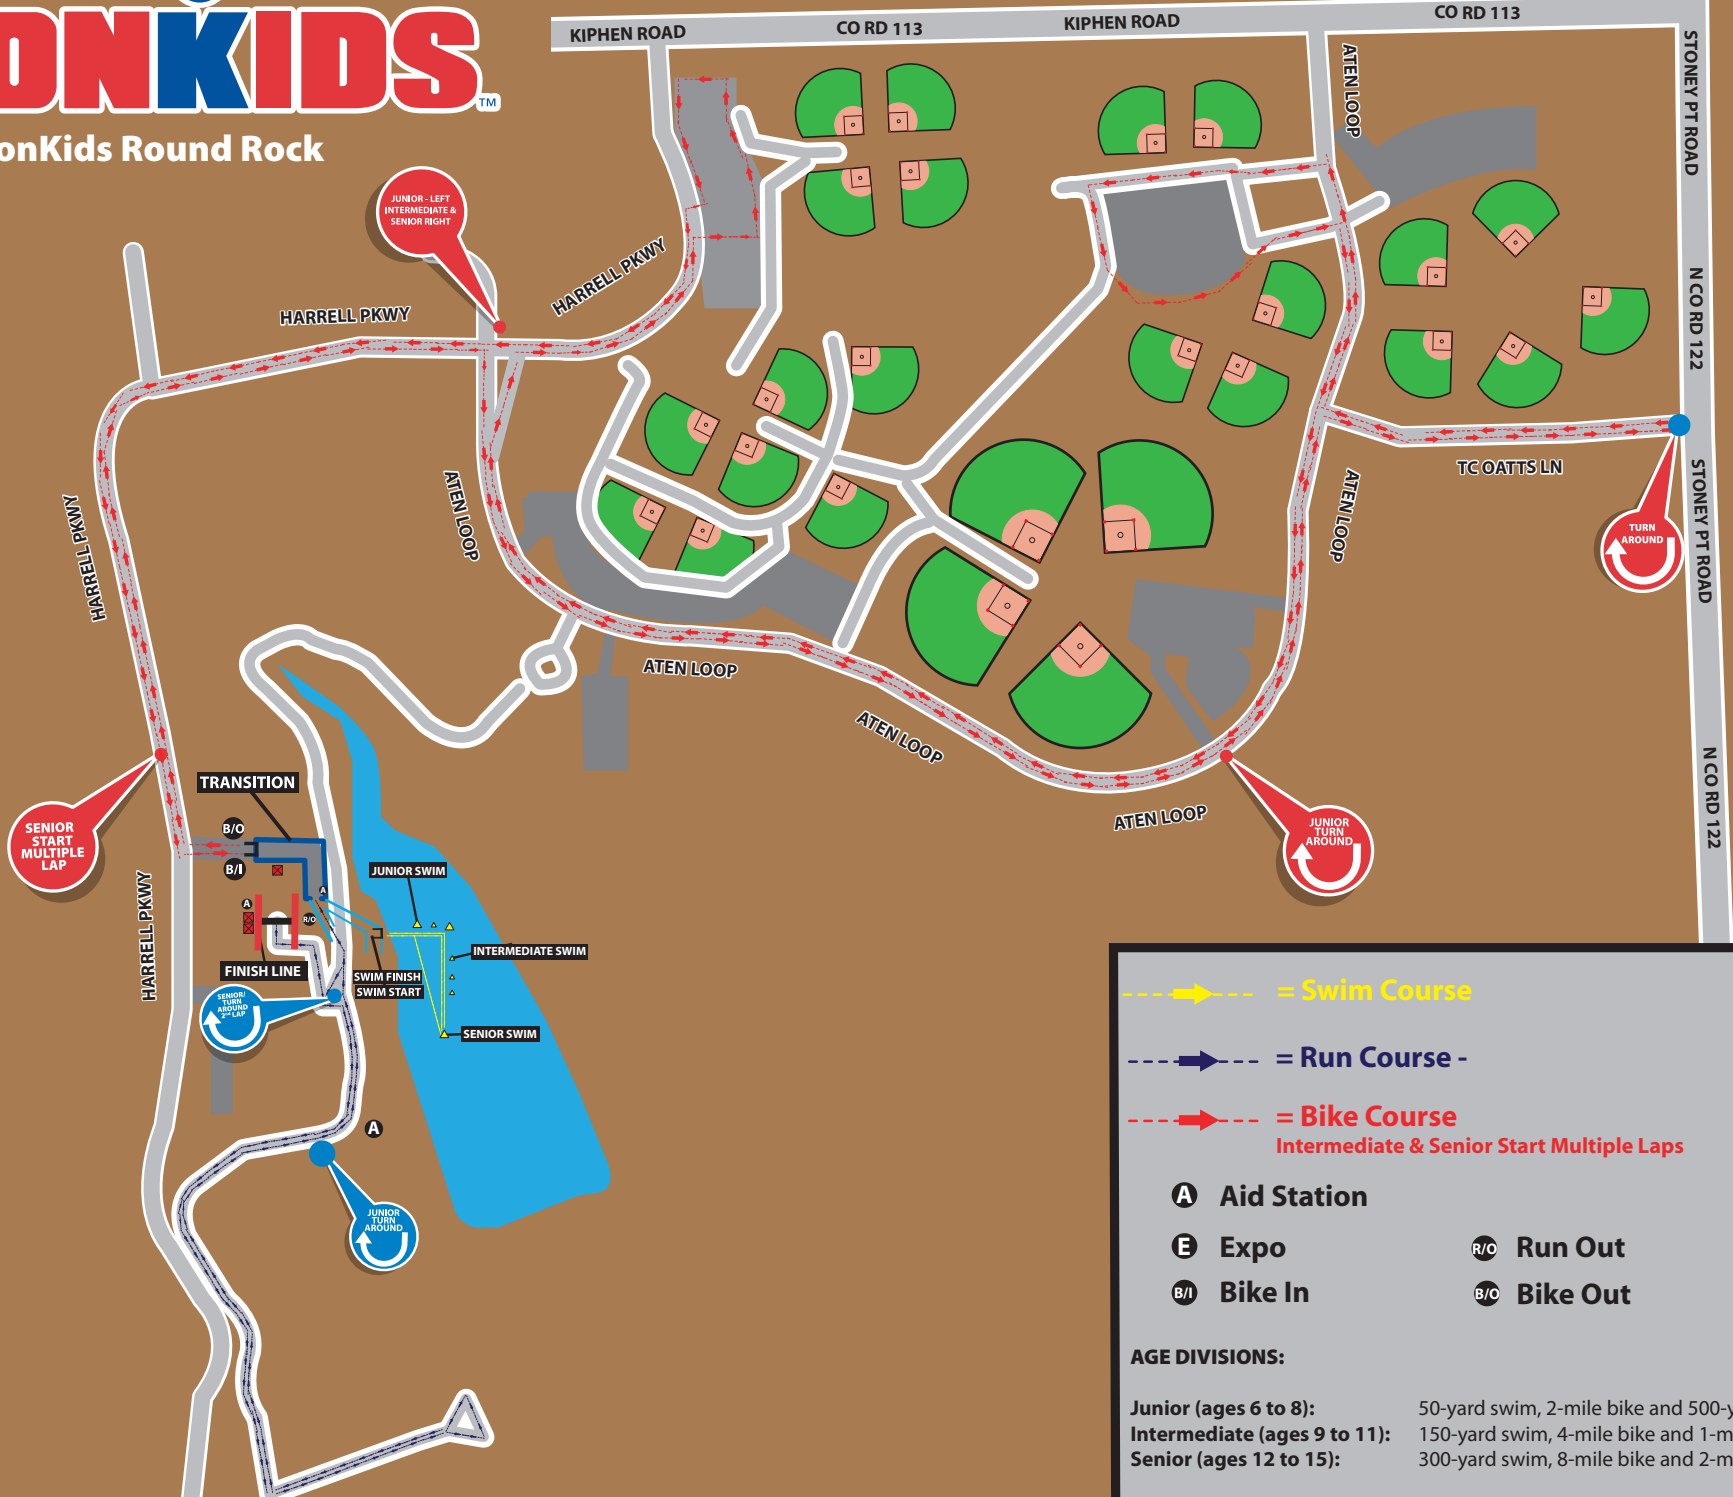 ONKIDS
TM
onKids Round Rock
KIPHEN ROAD
CO RD 113
KIPHEN ROAD
CO RD 113
STONEY PT ROAD
ATEN LOOP
JUNIOR - LEFT
INTERMEDIATE &
SENIOR RIGHT
HARRELL PKWY
HARRELL PKWY
N CO RD 122
TC OATTS LN
ATEN LOOP
ATEN LOOP
STONEY PT ROAD
TURN
AROUND
HARRELL PKWY
ATEN LOOP
ATEN LOOP
ATEN LOOP
N CO RD 122
JUNIOR
TURN
AROUND
SENIOR
START
MULTIPLE
LAP
TRANSITION
B/O
B/I
A
A
R/O
HARRELL PKWY
JUNIOR SWIM
INTERMEDIATE SWIM
FINISH LINE
SWIM FINISH
SWIM START
SENIOR/
TURN
AROUND
2nd LAP
SENIOR SWIM
A
JUNIOR
TURN
AROUND
= Swim Course
= Run Course -
= Bike Course
Intermediate & Senior Start Multiple Laps
A Aid Station
E Expo
R/O Run Out
B/I Bike In
B/O Bike Out
AGE DIVISIONS:
Junior (ages 6 to 8): 50-yard swim, 2-mile bike and 500-y
Intermediate (ages 9 to 11): 150-yard swim, 4-mile bike and 1-m
Senior (ages 12 to 15): 300-yard swim, 8-mile bike and 2-m